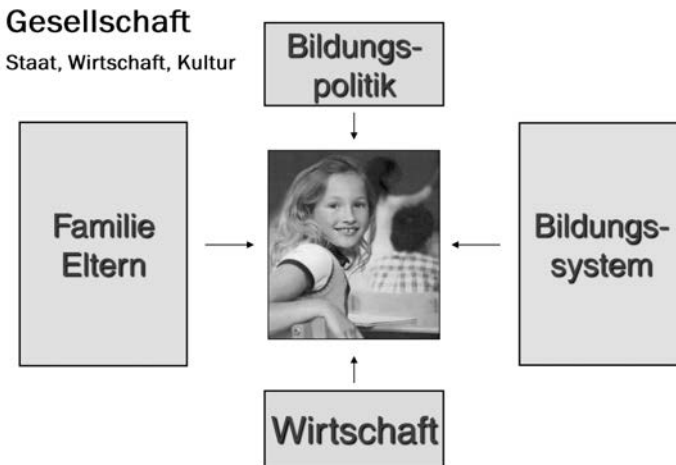 Gesellschaft
Staat, Wirtschaft, Kultur
Bildungs-
politik
Familie
Eltern
Bildungs-
system
Wirtschaft